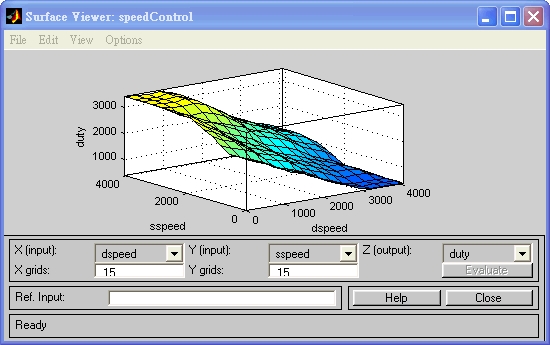 Surface Viewer: speedControl
File Edit View Options
3000
2000
1000
duty
4000
2000
0
sspeed
0
1000
2000
3000
4000
dspeed
X (input): dspeed Y (input): sspeed Z (output): duty
X grids: 15 Y grids: 15 Evaluate
Ref. Input: Help Close
Ready